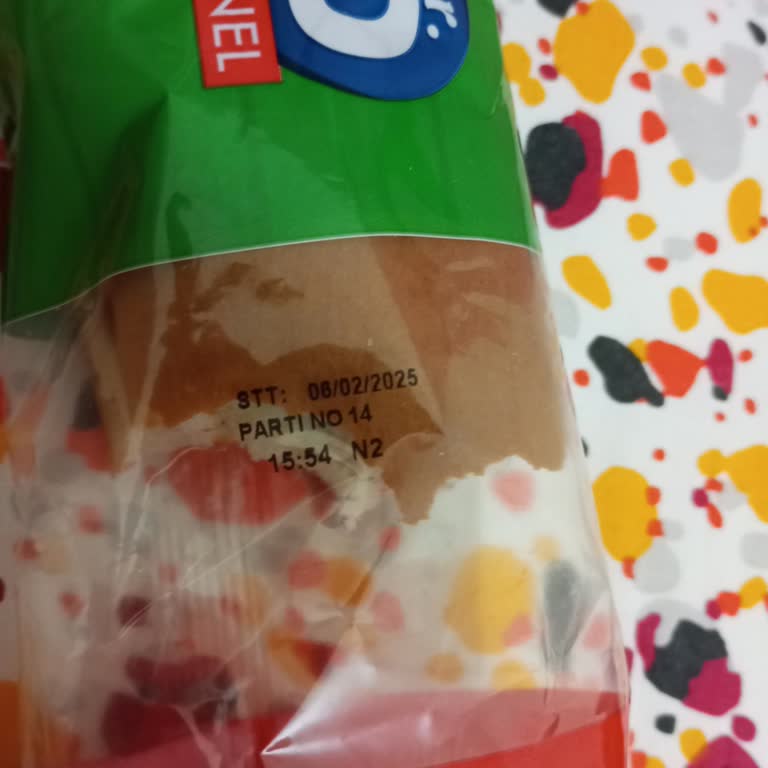 NEL
r.
STT: 06/02/2025
PARTI NO 14
15:54 N2